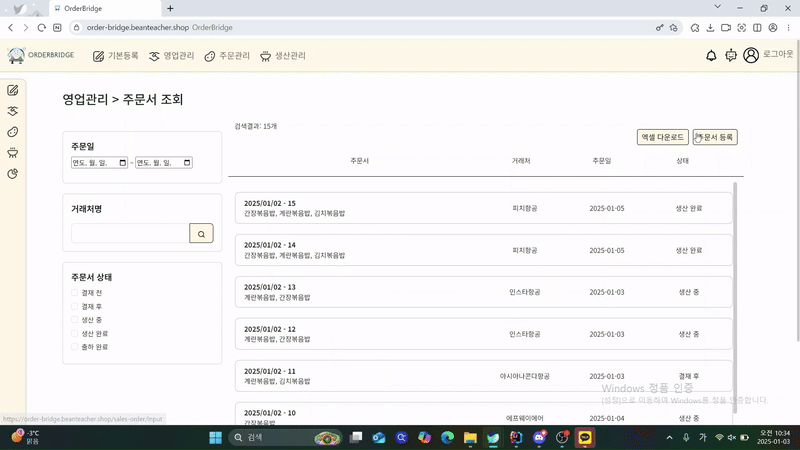 OrderBridge
order-bridge.beanteacher.shop OrderBridge
ORDERBRIDGE
기본등록
영업관리
주문관리
생산관리
로그아웃
영업관리 > 주문서 조회
주문일
연도. 월. 일. ~ 연도. 월. 일.
거래처명
주문서 상태
결재 전
결재 후
생산 중
생산 완료
출하 완료
검색결과: 15개
엑셀 다운로드
주문서 등록
주문서 거래처 주문일 상태
2025/01/02 - 15
간장볶음밥, 계란볶음밥, 김치볶음밥
피치항공 2025-01-05 생산 완료
2025/01/02 - 14
간장볶음밥, 계란볶음밥, 김치볶음밥
피치항공 2025-01-05 생산 완료
2025/01/02 - 13
계란볶음밥, 간장볶음밥
인스타항공 2025-01-03 생산 중
2025/01/02 - 12
계란볶음밥, 간장볶음밥
인스타항공 2025-01-03 생산 중
2025/01/02 - 11
계란볶음밥, 김치볶음밥
아시아나콘다항공 2025-01-03 결재 후
2025/01/02 - 10
에프웨이에어 2025-01-04 생산 중
Windows 정품 인증
[설정]으로 이동하여 Windows를 정품 인증합니다.
https://order-bridge.beanteacher.shop/sales-order/input
-3°C
맑음
검색
가
오전 10:34
2025-01-03